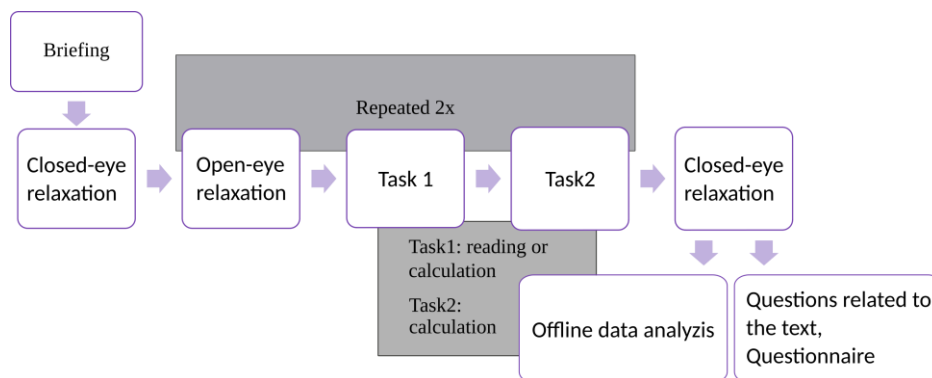 Briefing
Repeated 2x
Closed-eye
relaxation
Open-eye
relaxation
Task 1
Task2
Closed-eye
relaxation
Task1: reading or
calculation
Task2:
calculation
Offline data analyzis
Questions related to
the text,
Questionnaire